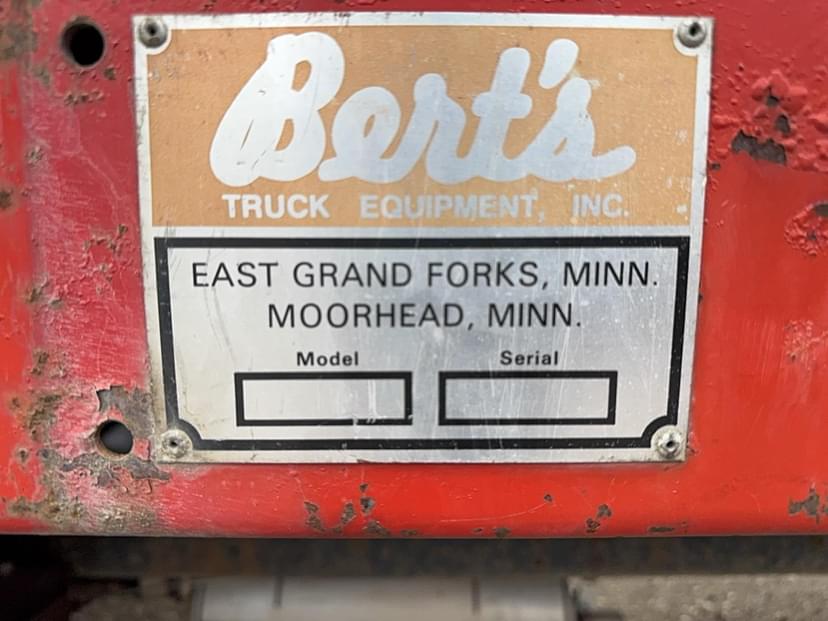 Bert's
TRUCK EQUIPMENT, INC.
EAST GRAND FORKS, MINN.
MOORHEAD, MINN.
Model Serial